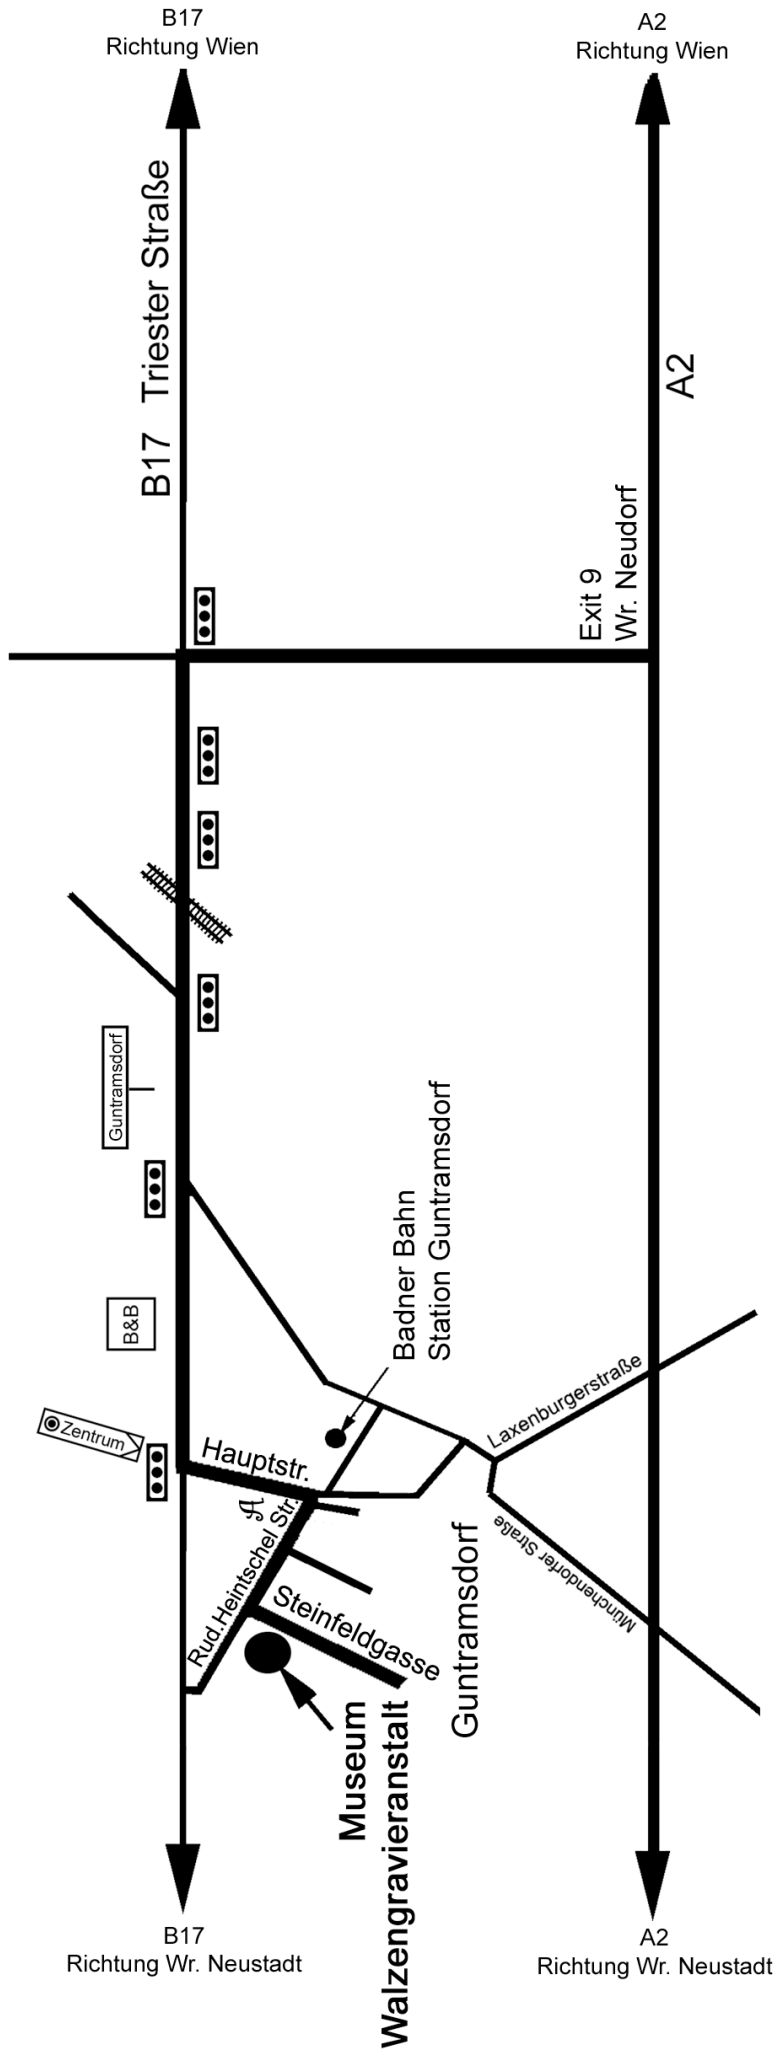 B17
Richtung Wien
A2
Richtung Wien
B17 Triester Straße
A2
Exit 9
Wr. Neudorf
Guntramsdorf
Badner Bahn
Station Guntramsdorf
B&B
Zentrum
Hauptstr.
A
Laxenburgerstraße
Rud.Heintschel Str.
Münchendorfer Straße
Steinfeldgasse
Guntramsdorf
Museum
Walzengravieranstalt
B17
Richtung Wr. Neustadt
A2
Richtung Wr. Neustadt